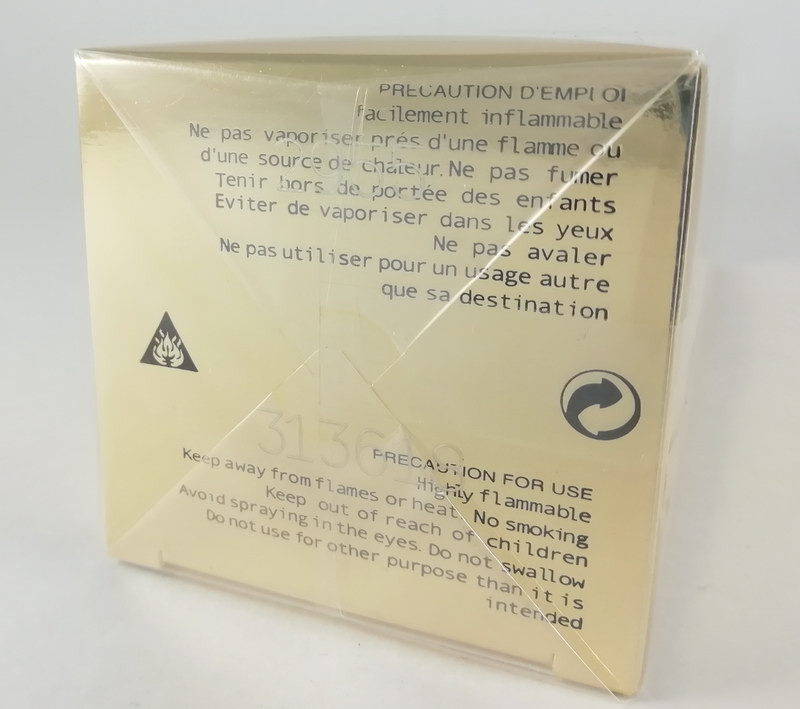 PRECAUTION D'EMPLOI
facilement inflammable
Ne pas vaporiser prés d'une flamme ou
d'une source de chaleur. Ne pas fumer
Tenir hors de portée des enfants
Eviter de vaporiser dans les yeux
Ne pas avaler
Ne pas utiliser pour un usage autre
que sa destination
PRECAUTION FOR USE
Highly flammable
Keep away from flames or heat. No smoking
Keep out of reach of children
Avoid spraying in the eyes. Do not swallow
Do not use for other purpose than it is
intended